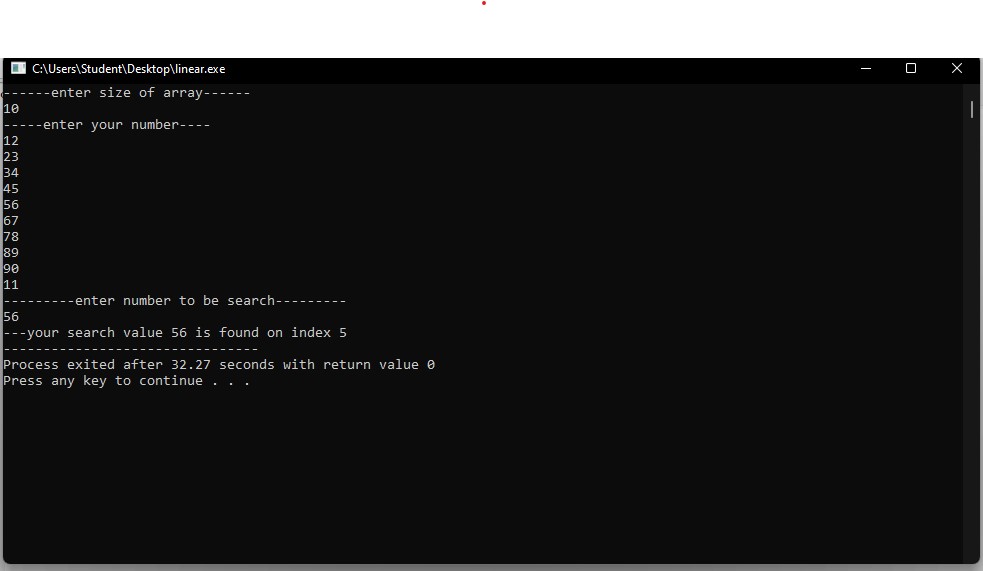 C:\Users\Student\Desktop\linear.exe
------enter size of array------
10
-----enter your number----
12
23
34
45
56
67
78
89
90
11
---------enter number to be search---------
56
---your search value 56 is found on index 5
--------------------------------
Process exited after 32.27 seconds with return value 0
Press any key to continue . . .